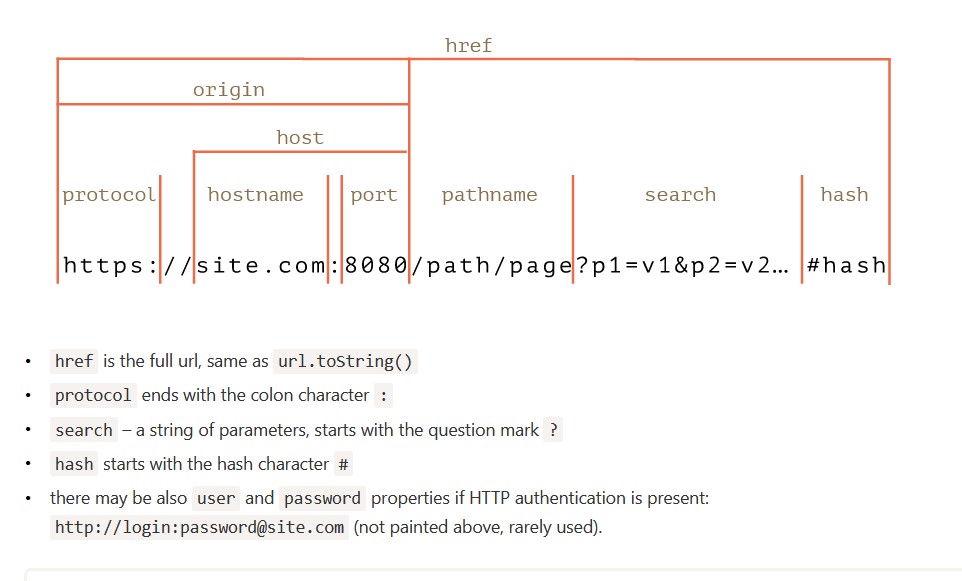 href
origin
host
protocol hostname port pathname search hash
https://site.com:8080/path/page?p1=v1&p2=v2… #hash
• href is the full url, same as url.toString()
• protocol ends with the colon character :
• search – a string of parameters, starts with the question mark ?
• hash starts with the hash character #
• there may be also user and password properties if HTTP authentication is present:
http://login:password@site.com (not painted above, rarely used).